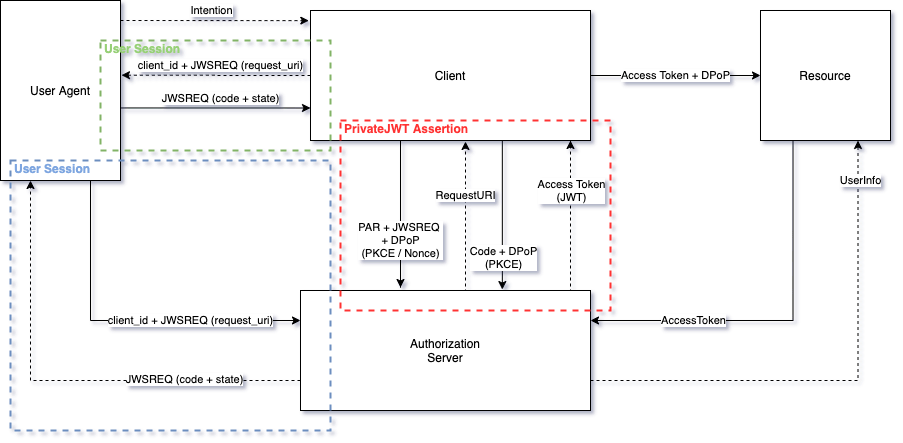 Intention
User Session
client_id + JWSREQ (request_uri)
User Agent
Client
Access Token + DPoP
Resource
JWSREQ (code + state)
PrivateJWT Assertion
User Session
RequestURI
Access Token
(JWT)
UserInfo
PAR + JWSREQ
+ DPoP
(PKCE / Nonce)
Code + DPoP
(PKCE)
client_id + JWSREQ (request_uri)
AccessToken
Authorization
Server
JWSREQ (code + state)